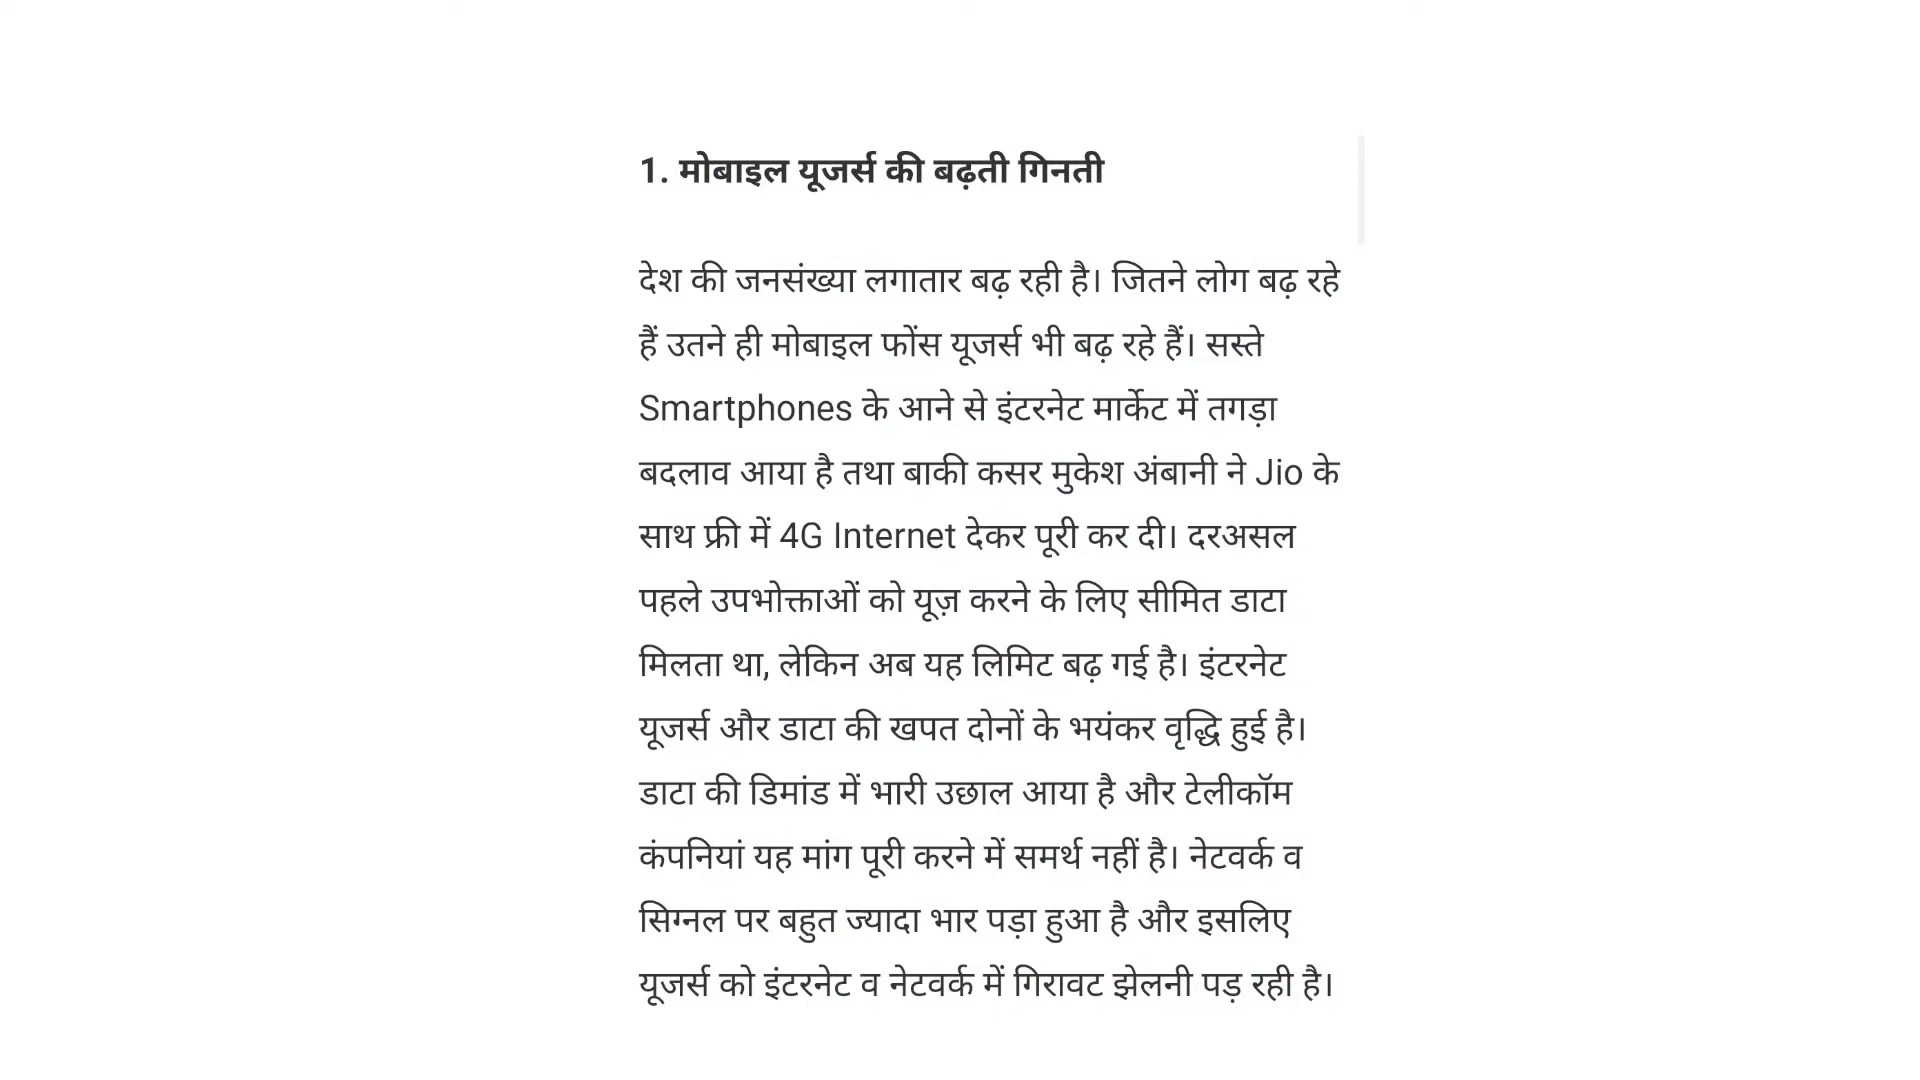 1. मोबाइल यूजर्स की बढ़ती गिनती
देश की जनसंख्या लगातार बढ़ रही है। जितने लोग बढ़ रहे
हैं उतने ही मोबाइल फोंस यूजर्स भी बढ़ रहे हैं। सस्ते
Smartphones के आने से इंटरनेट मार्केट में तगड़ा
बदलाव आया है तथा बाकी कसर मुकेश अंबानी ने Jio के
साथ फ्री में 4G Internet देकर पूरी कर दी। दरअसल
पहले उपभोक्ताओं को यूज़ करने के लिए सीमित डाटा
मिलता था, लेकिन अब यह लिमिट बढ़ गई है। इंटरनेट
यूजर्स और डाटा की खपत दोनों के भयंकर वृद्धि हुई है।
डाटा की डिमांड में भारी उछाल आया है और टेलीकॉम
कंपनियां यह मांग पूरी करने में समर्थ नहीं है। नेटवर्क व
सिग्नल पर बहुत ज्यादा भार पड़ा हुआ है और इसलिए
यूजर्स को इंटरनेट व नेटवर्क में गिरावट झेलनी पड़ रही है।